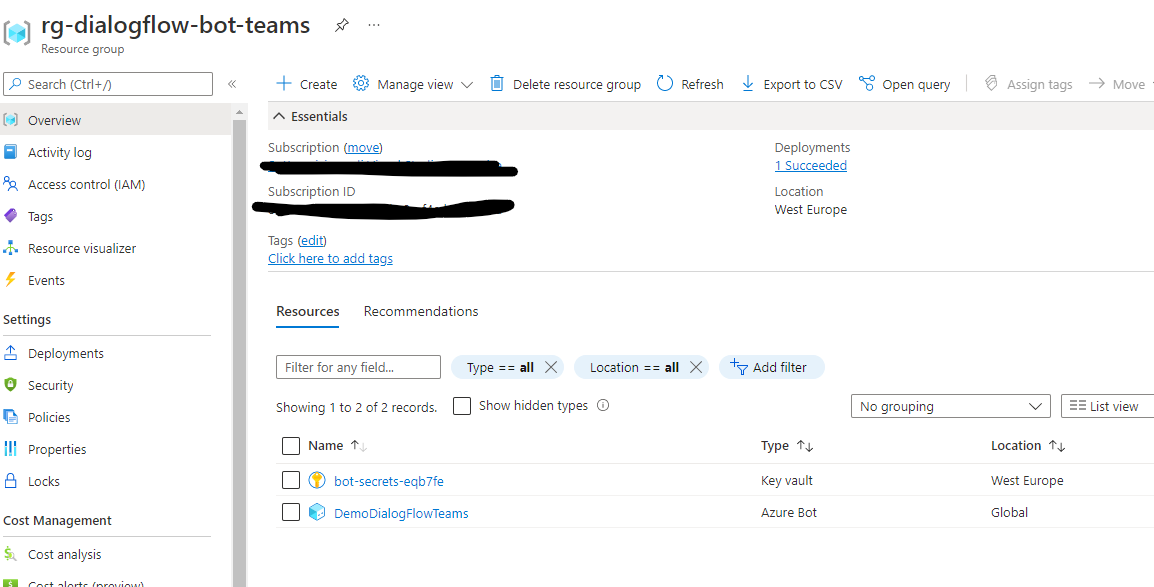 rg-dialogflow-bot-teams
Resource group
Search (Ctrl+/)
Create Manage view Delete resource group Refresh Export to CSV Open query Assign tags Move
Overview
Activity log
Access control (IAM)
Tags
Resource visualizer
Events
Settings
Deployments
Security
Policies
Properties
Locks
Cost Management
Cost analysis
Cost alerts (preview)
Essentials
Subscription (move)
Subscription ID
Tags (edit)
Click here to add tags
Deployments
1 Succeeded
Location
West Europe
Resources Recommendations
Filter for any field... Type == all Location == all Add filter
Showing 1 to 2 of 2 records. Show hidden types No grouping List view
Name Type Location
bot-secrets-eqb7fe Key vault West Europe
DemoDialogFlowTeams Azure Bot Global